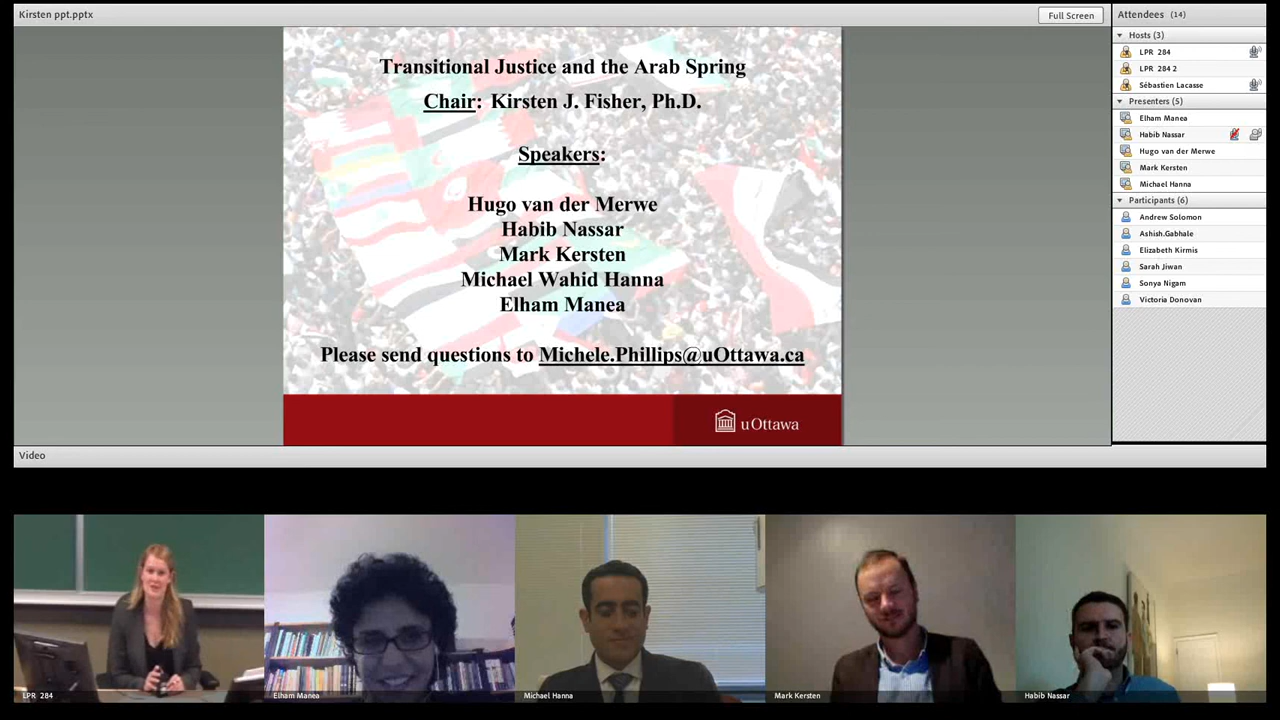 Kirsten ppt.pptx
Full Screen
Transitional Justice and the Arab Spring
Chair: Kirsten J. Fisher, Ph.D.
Speakers:
Hugo van der Merwe
Habib Nassar
Mark Kersten
Michael Wahid Hanna
Elham Manea
Please send questions to Michele.Phillips@uOttawa.ca
uOttawa
Attendees (14)
Hosts (3)
LPR 284
LPR 284 2
Sébastien Lacasse
Presenters (5)
Elham Manea
Habib Nassar
Hugo van der Merwe
Mark Kersten
Michael Hanna
Participants (6)
Andrew Solomon
Ashish.Gabhale
Elizabeth Kirmis
Sarah Jiwan
Sonya Nigam
Victoria Donovan
Video
LPR 284
Elham Manea
Michael Hanna
Mark Kersten
Habib Nassar